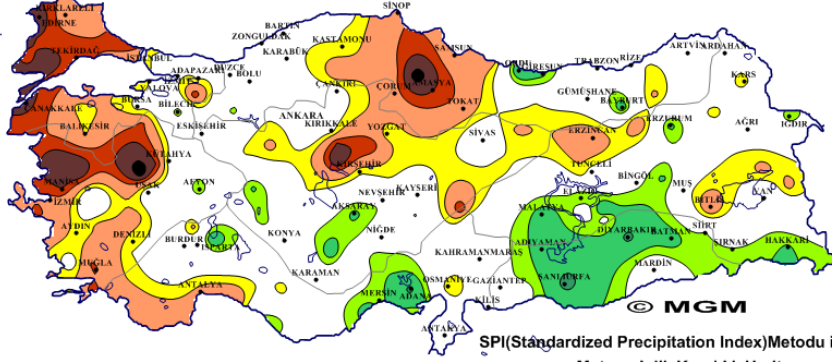 SİNOP
KIRKLARELİ
EDİRNE
BARTIN
ZONGULDAK
KASTAMONU
KARABÜK
SAMSUN
ARTVİN
ARDAHAN
TEKİRDAĞ
İSTANBUL
DÜZCE
ADAPAZARI
BOLU
ORDU
GİRESUN
TRABZON
RİZE
KARS
YALOVA
İZMİT
ÇANKIRI
ÇORUM
AMASYA
TOKAT
GÜMÜŞHANE
BAYBURT
ÇANAKKALE
BURSA
BİLECİK
ESKİŞEHİR
ANKARA
KIRIKKALE
YOZGAT
SİVAS
ERZİNCAN
ERZURUM
AĞRI
IĞDIR
BALIKESİR
KÜTAHYA
KIRŞEHİR
TUNCELİ
MANİSA
UŞAK
AFYON
NEVŞEHİR
KAYSERİ
ELAZIĞ
BİNGÖL
MUŞ
VAN
İZMİR
AKSARAY
MALATYA
BİTLİS
AYDIN
DENİZLİ
BURDUR
ISPARTA
KONYA
NİĞDE
ADIYAMAN
DİYARBAKIR
BATMAN
SİİRT
ŞIRNAK
HAKKARİ
MUĞLA
KARAMAN
KAHRAMANMARAŞ
MARDİN
ANTALYA
MERSİN
ADANA
OSMANİYE
GAZİANTEP
ŞANLIURFA
KİLİS
© MGM
ANTAKYA
SPI(Standardized Precipitation Index)Metodu i